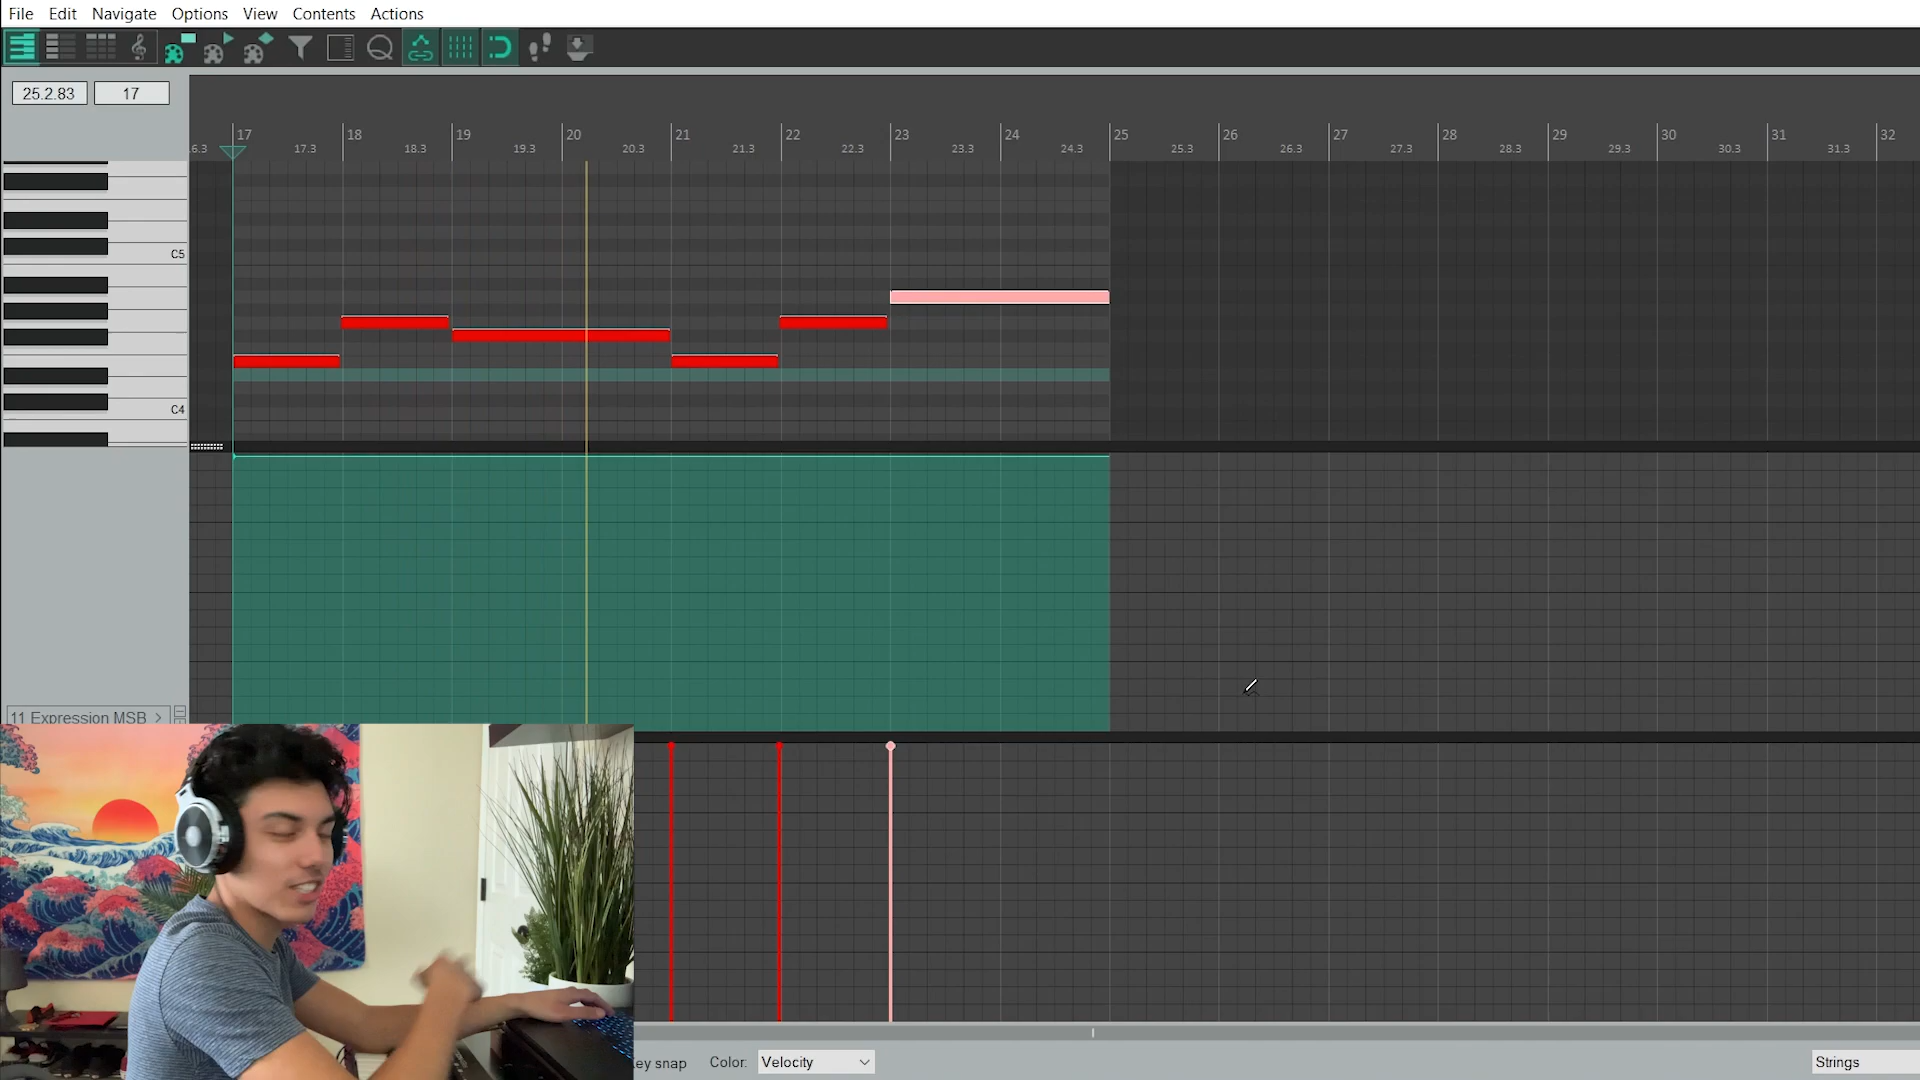 File Edit Navigate Options View Contents Actions
25.2.83 17
17 18 19 20 21 22 23 24 25 26 27 28 29 30 31 32
6.3 17.3 18.3 19.3 20.3 21.3 22.3 23.3 24.3 25.3 26.3 27.3 28.3 29.3 30.3 31.3
C5
C4
11 Expression MSB >
ey snap Color: Velocity Strings